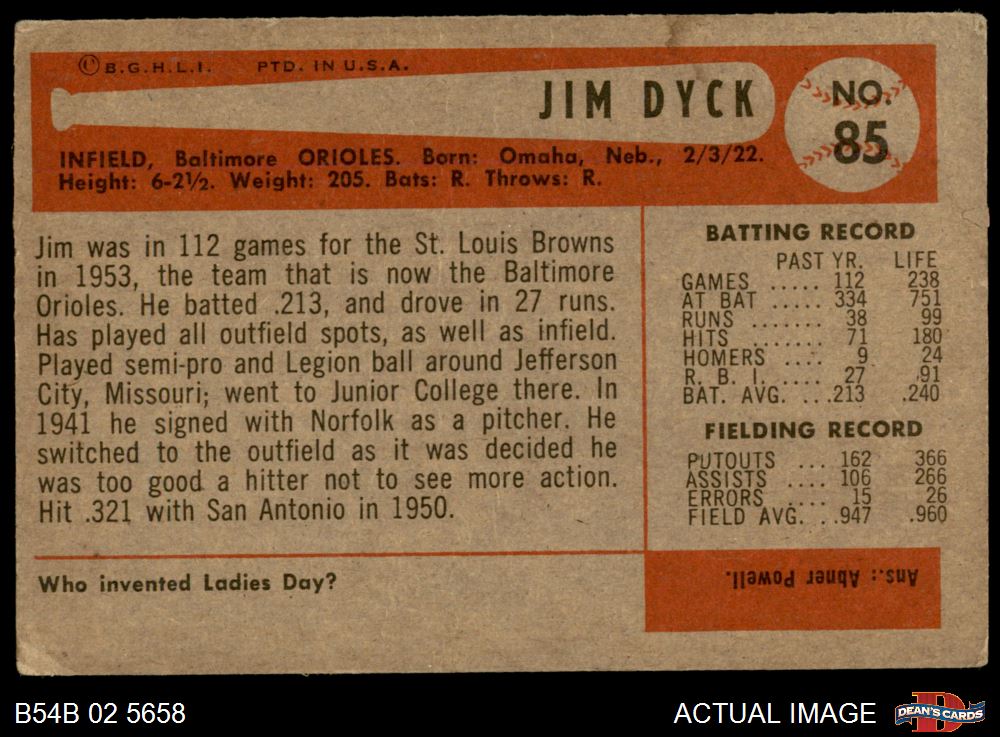 © B.G.H.L.I. PTD. IN U.S.A.
JIM DYCK
NO.
85
INFIELD, Baltimore ORIOLES. Born: Omaha, Neb., 2/3/22.
Height: 6-2½. Weight: 205. Bats: R. Throws: R.
Jim was in 112 games for the St. Louis Browns
in 1953, the team that is now the Baltimore
Orioles. He batted .213, and drove in 27 runs.
Has played all outfield spots, as well as infield.
Played semi-pro and Legion ball around Jefferson
City, Missouri; went to Junior College there. In
1941 he signed with Norfolk as a pitcher. He
switched to the outfield as it was decided he
was too good a hitter not to see more action.
Hit .321 with San Antonio in 1950.
BATTING RECORD
PAST YR. LIFE
GAMES ..... 112 238
AT BAT ..... 334 751
RUNS ....... 38 99
HITS ....... 71 180
HOMERS .... 9 24
R. B. I. ..... 27 91
BAT. AVG. ...213 .240
FIELDING RECORD
PUTOUTS ... 162 366
ASSISTS .... 106 266
ERRORS .... 15 26
FIELD AVG. ..947 .960
Who invented Ladies Day?
Ans.: Abner Powell.
B54B 02 5658
ACTUAL IMAGE
DEAN'S CARDS